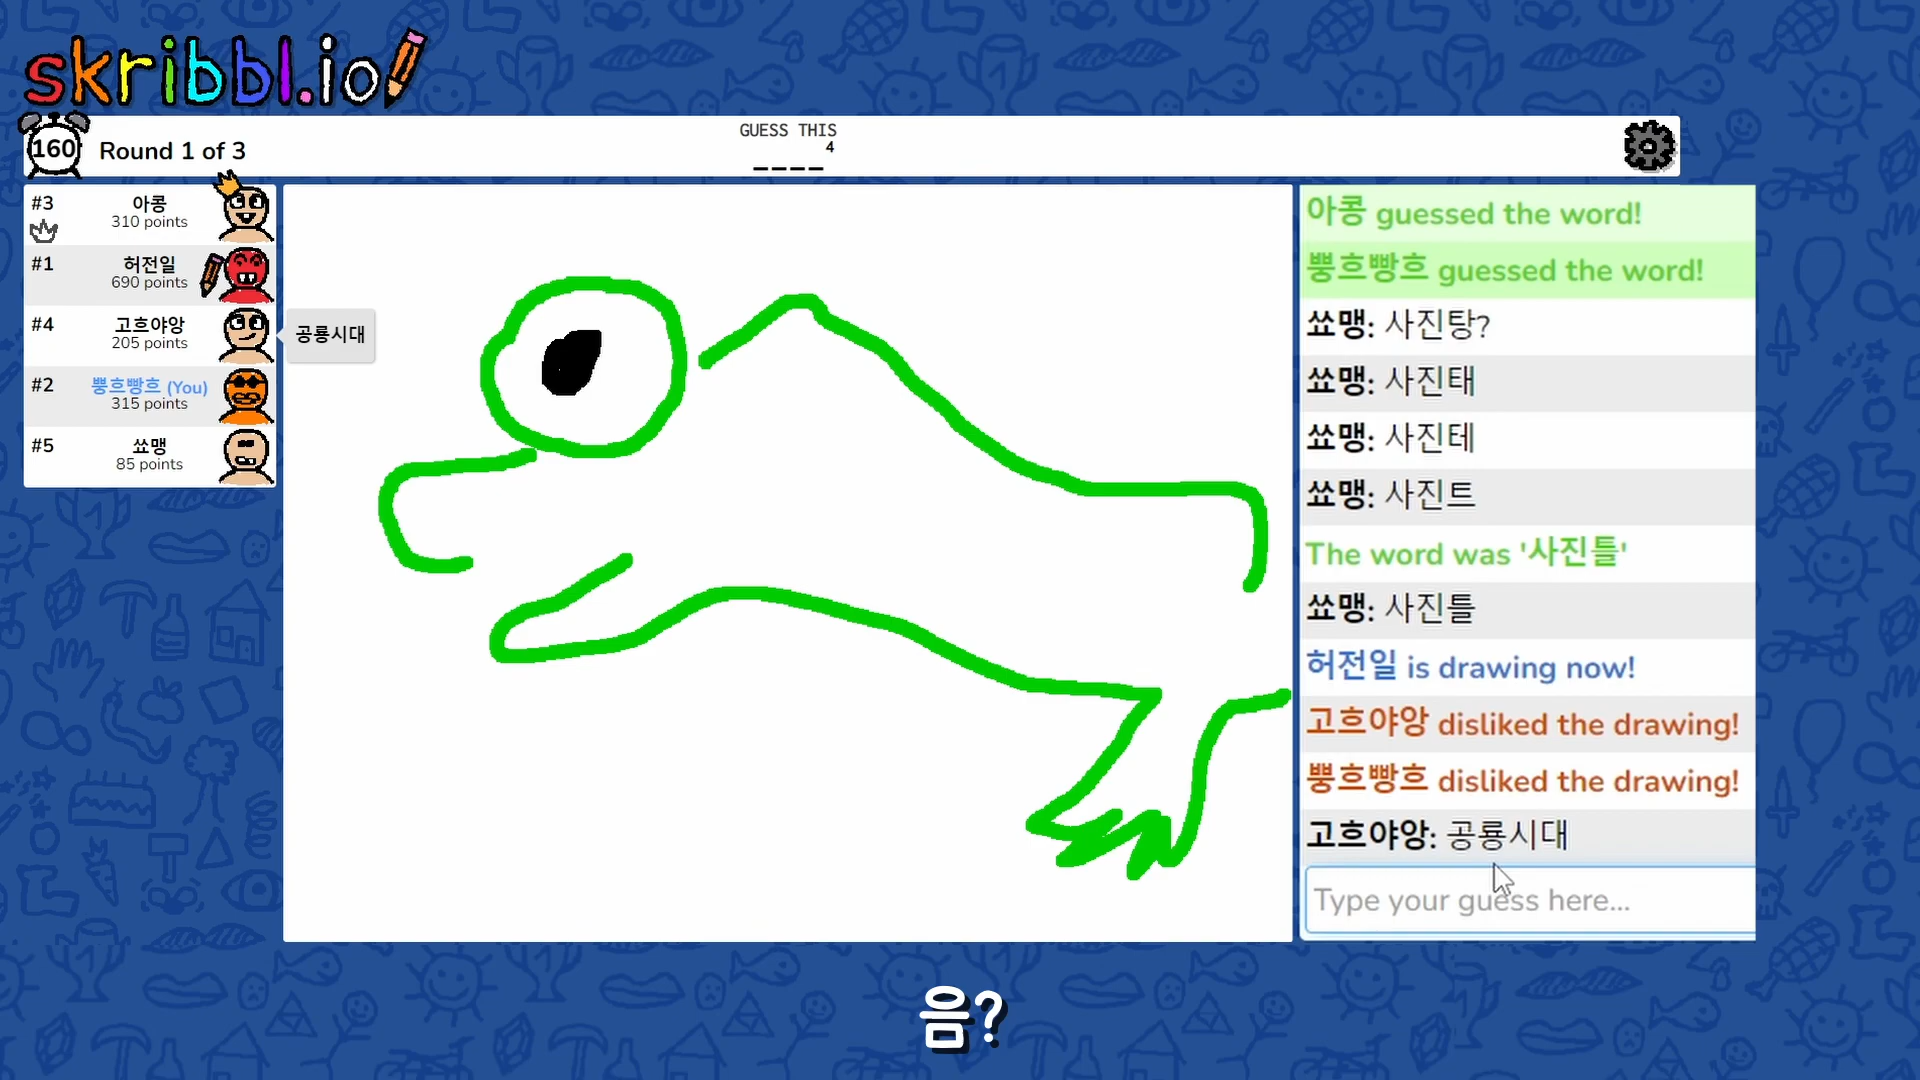 skribbl.io
160
Round 1 of 3
GUESS THIS
4
____
#3
아콩
310 points
#1
허전일
690 points
#4
고흐야앙
205 points
공룡시대
#2
뿡흐빵흐 (You)
315 points
#5
쑈맹
85 points
아콩 guessed the word!
뿡흐빵흐 guessed the word!
쑈맹: 사진탕?
쑈맹: 사진태
쑈맹: 사진테
쑈맹: 사진트
The word was '사진틀'
쑈맹: 사진틀
허전일 is drawing now!
고흐야앙 disliked the drawing!
뿡흐빵흐 disliked the drawing!
고흐야앙: 공룡시대
Type your guess here...
음?